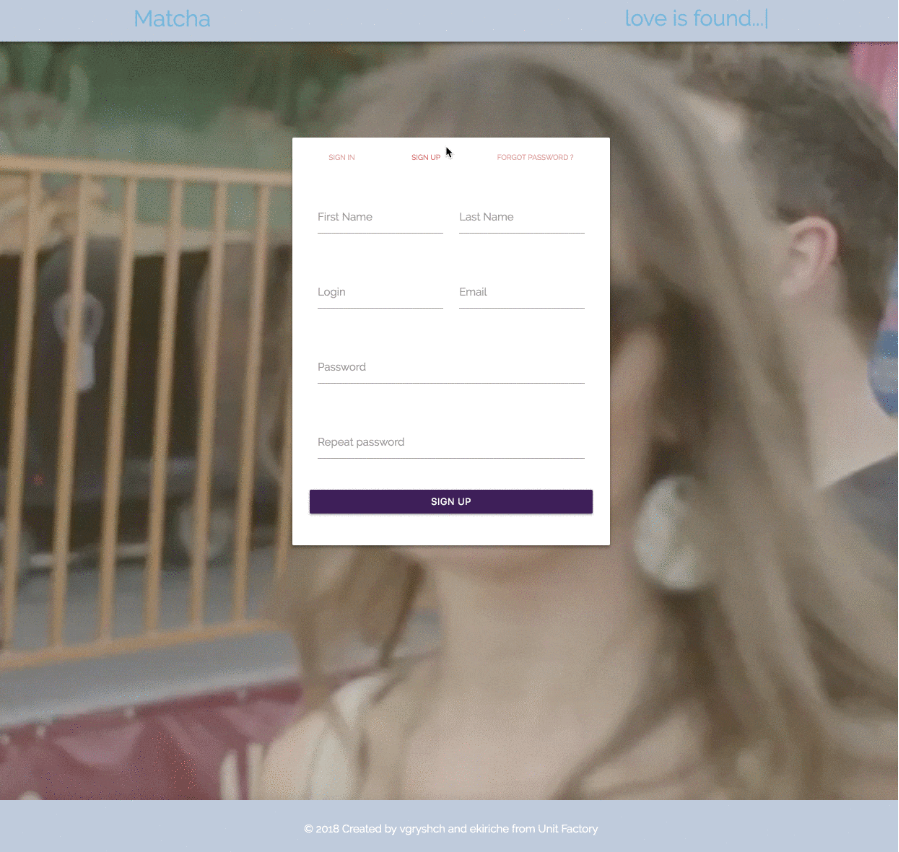 Matcha
love is found...|
SIGN IN
SIGN UP
FORGOT PASSWORD ?
First Name
Last Name
Login
Email
Password
Repeat password
SIGN UP
© 2018 Created by vgryshch and ekiriche from Unit Factory